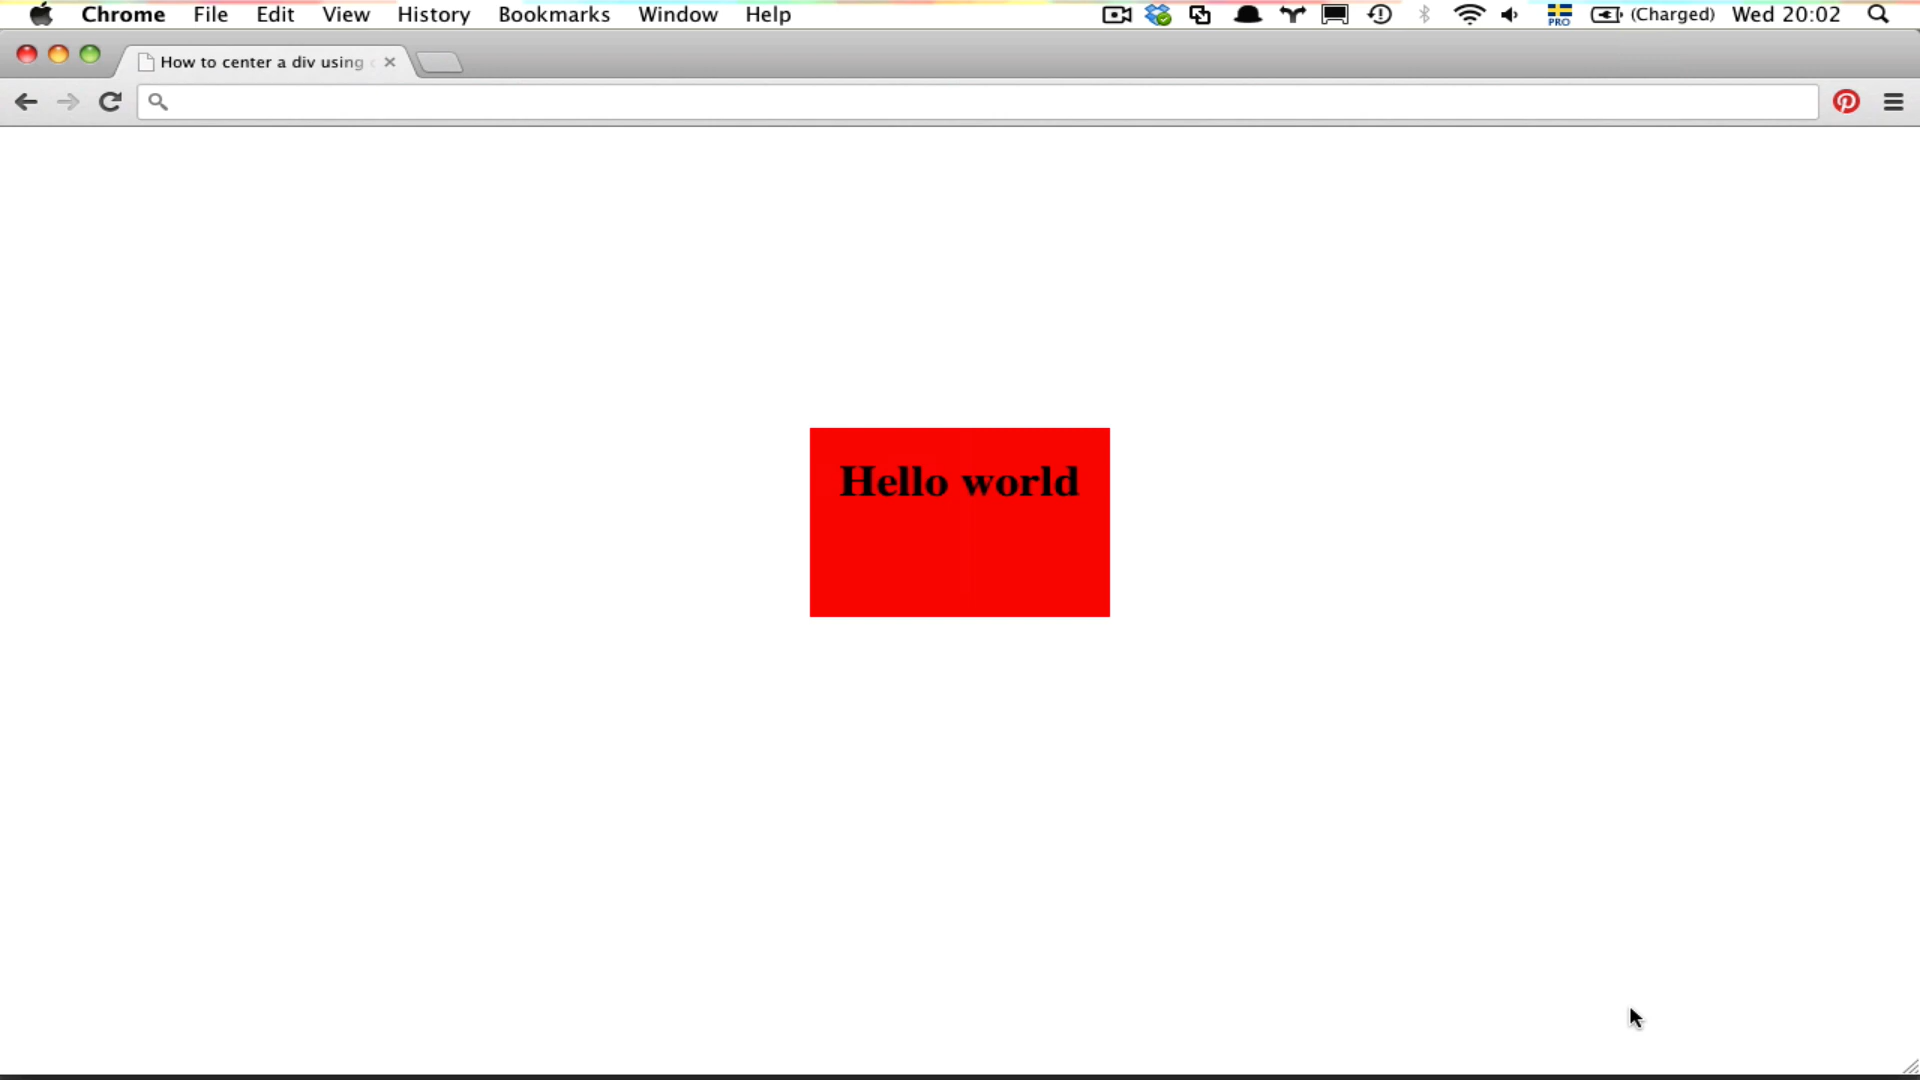 Chrome File Edit View History Bookmarks Window Help PRO (Charged) Wed 20:02
How to center a div using
Hello world